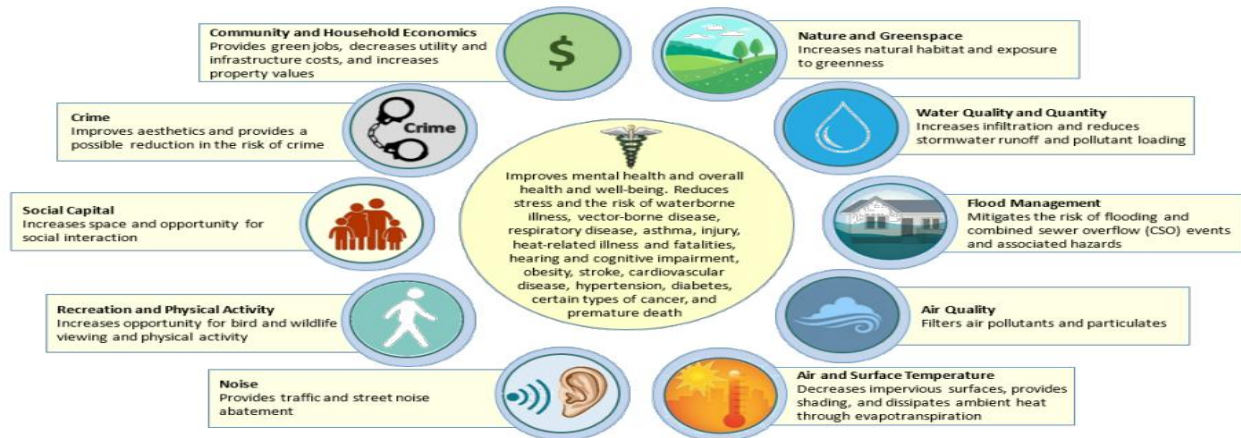 Community and Household Economics
Provides green jobs, decreases utility and
infrastructure costs, and increases
property values
Nature and Greenspace
Increases natural habitat and exposure
to greenness
Crime
Improves aesthetics and provides a
possible reduction in the risk of crime
Crime
Water Quality and Quantity
Increases infiltration and reduces
stormwater runoff and pollutant loading
Improves mental health and overall
health and well-being. Reduces
stress and the risk of waterborne
illness, vector-borne disease,
respiratory disease, asthma, injury,
heat-related illness and fatalities,
hearing and cognitive impairment,
obesity, stroke, cardiovascular
disease, hypertension, diabetes,
certain types of cancer, and
premature death
Social Capital
Increases space and opportunity for
social interaction
Flood Management
Mitigates the risk of flooding and
combined sewer overflow (CSO) events
and associated hazards
Recreation and Physical Activity
Increases opportunity for bird and wildlife
viewing and physical activity
Air Quality
Filters air pollutants and particulates
Noise
Provides traffic and street noise
abatement
Air and Surface Temperature
Decreases impervious surfaces, provides
shading, and dissipates ambient heat
through evapotranspiration
$